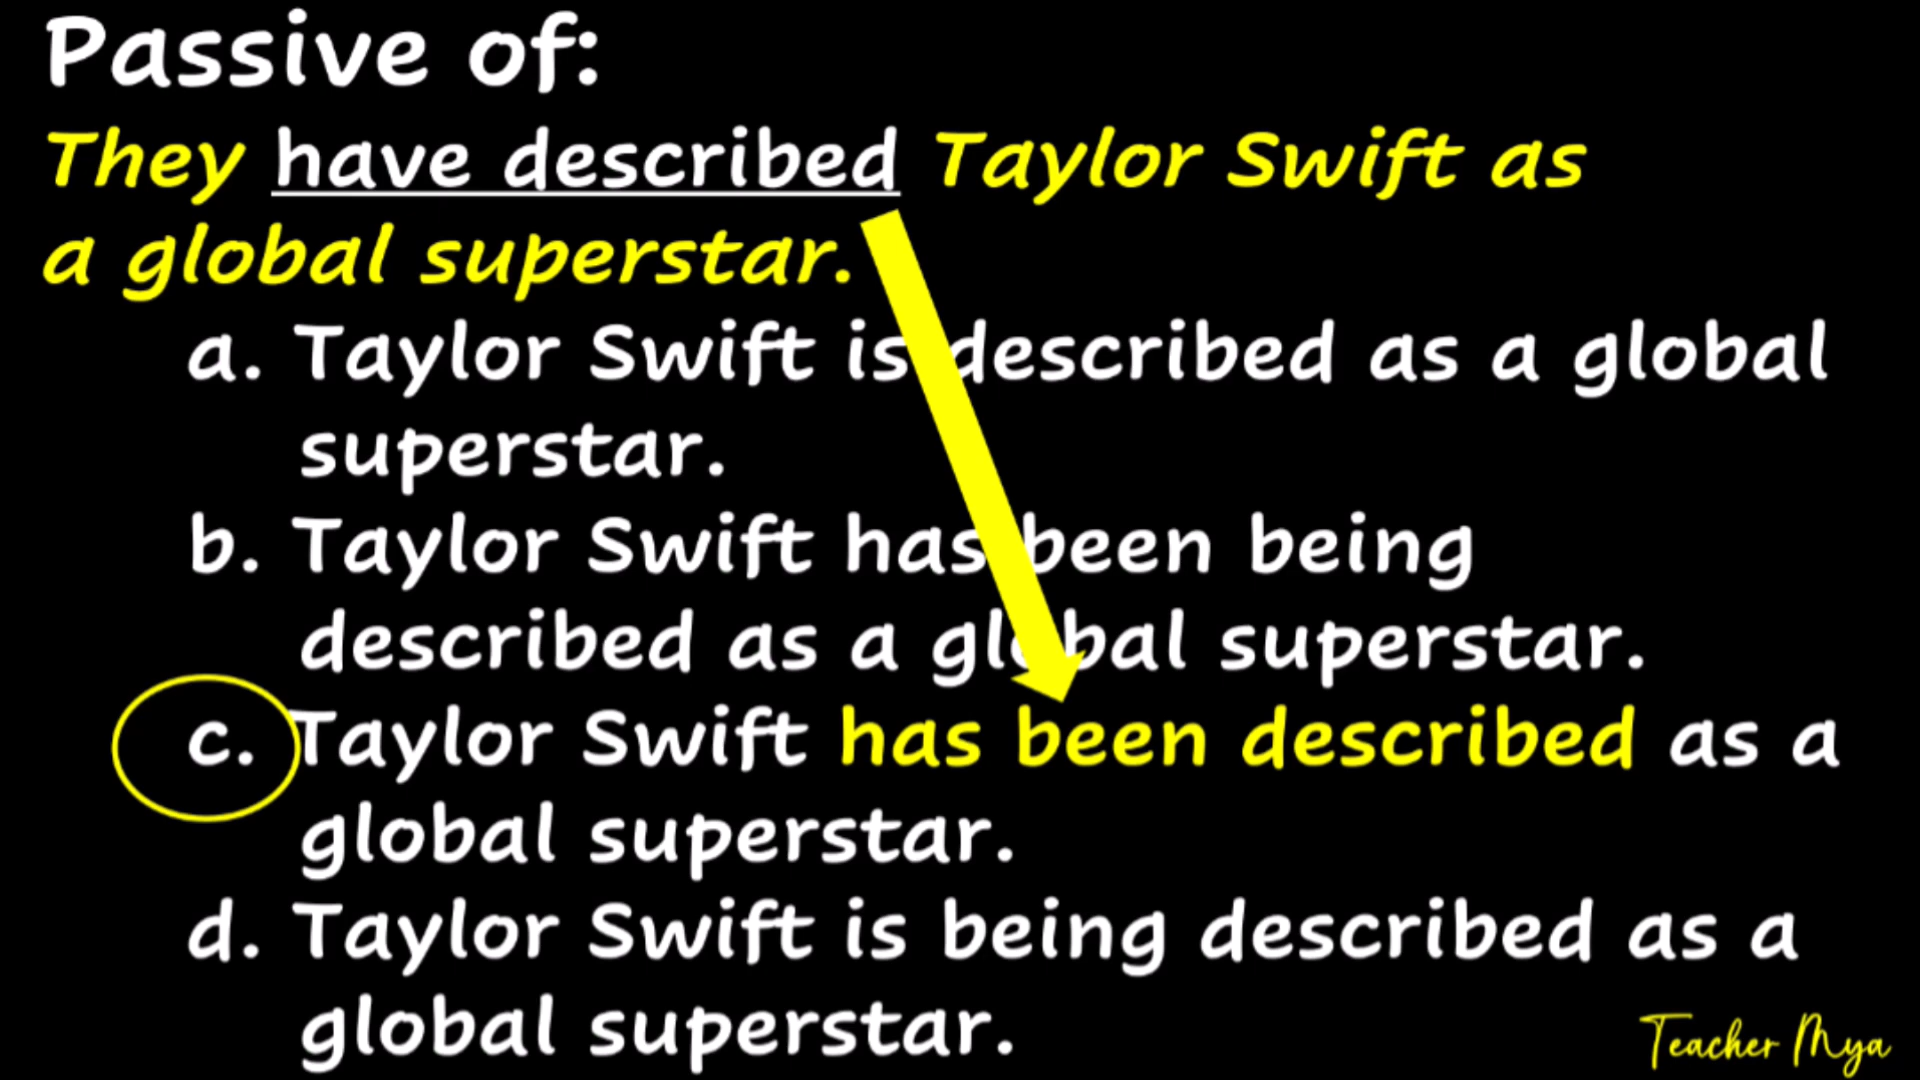 Passive of:
They have described Taylor Swift as
a global superstar.
a. Taylor Swift is described as a global
superstar.
b. Taylor Swift has been being
described as a global superstar.
c. Taylor Swift has been described as a
global superstar.
d. Taylor Swift is being described as a
global superstar.
Teacher Mya